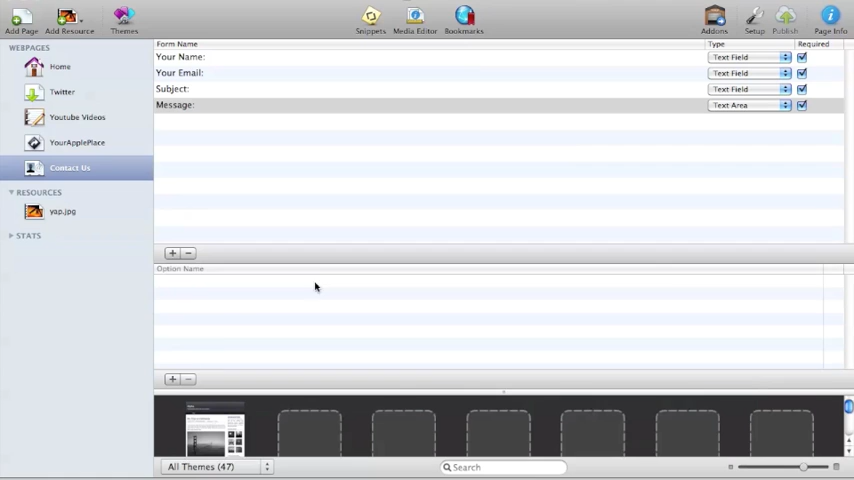 Add Page Add Resource Themes Snippets Media Editor Bookmarks Addons Setup Publish Page Info
WEBPAGES
Home
Twitter
Youtube Videos
YourApplePlace
Contact Us
RESOURCES
yap.jpg
STATS
Form Name Type Required
Your Name: Text Field
Your Email: Text Field
Subject: Text Field
Message: Text Area
Option Name
All Themes (47) Search